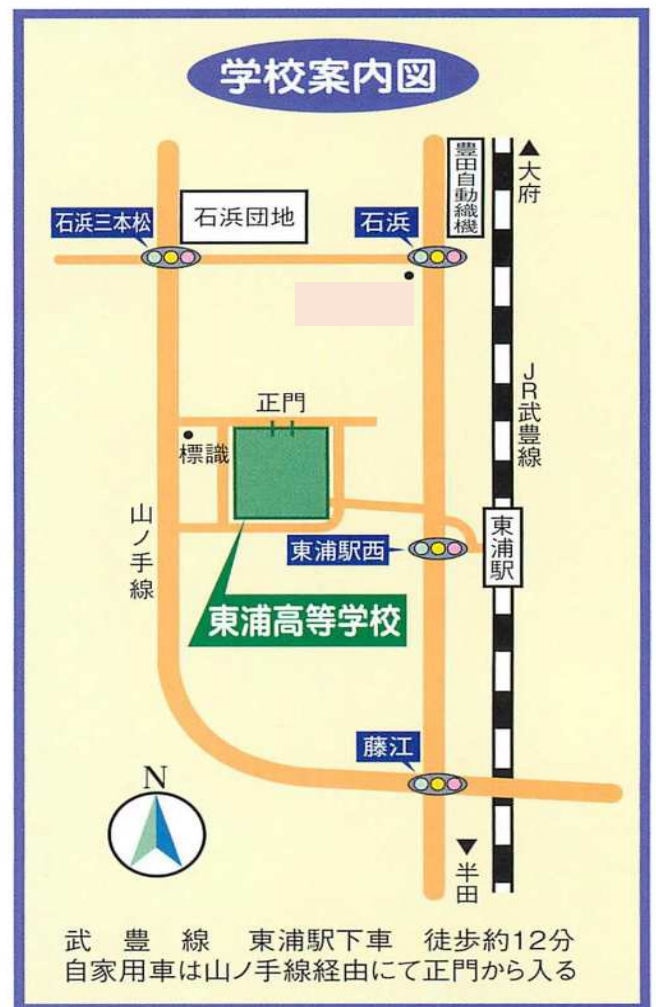 学校案内図
豊田自動織機
▲大府
石浜三本松
石浜団地
石浜
JR武豊線
正門
標識
山ノ手線
東浦駅西
東浦駅
東浦高等学校
藤江
N
▼半田
武豊線 東浦駅下車 徒歩約12分
自家用車は山ノ手線経由にて正門から入る